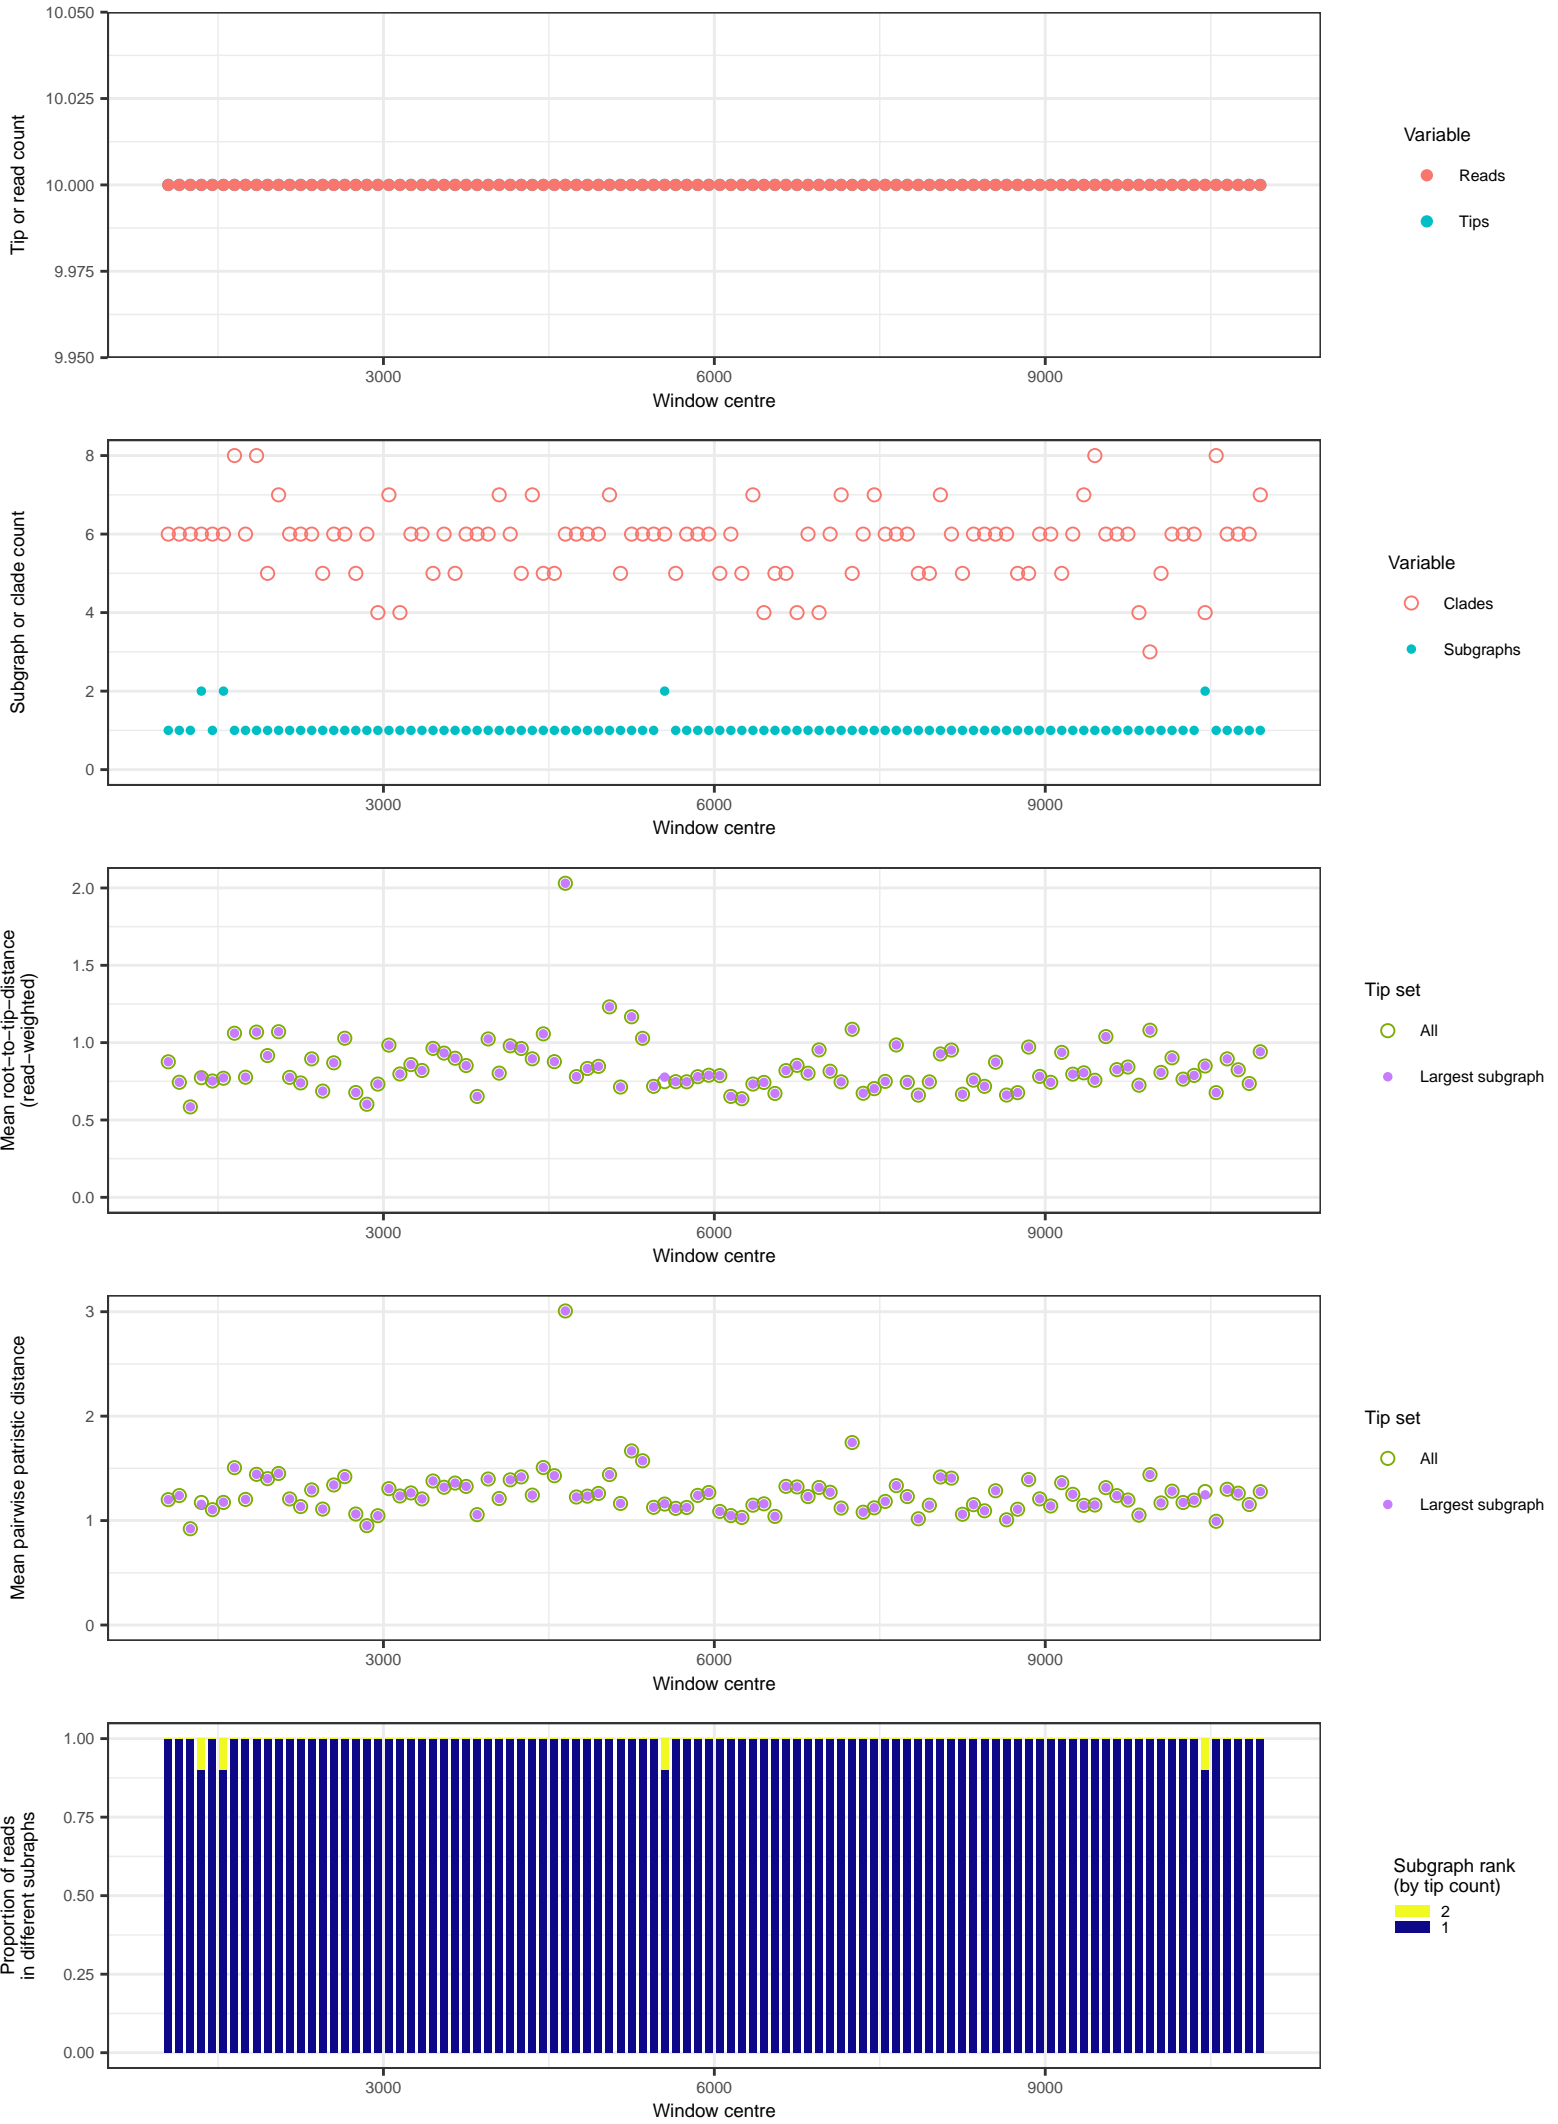 10.050
10.025
10.000
9.975
9.950
Tip or read count
3000
6000
9000
Window centre
Variable
Reads
Tips
8
6
4
2
0
Subgraph or clade count
3000
6000
9000
Window centre
Variable
Clades
Subgraphs
2.0
1.5
1.0
0.5
0.0
Mean root−to−tip−distance
(read−weighted)
3000
6000
9000
Window centre
Tip set
All
Largest subgraph
3
2
1
0
Mean pairwise patristic distance
3000
6000
9000
Window centre
Tip set
All
Largest subgraph
1.00
0.75
0.50
0.25
0.00
Proportion of reads
in different subraphs
3000
6000
9000
Window centre
Subgraph rank
(by tip count)
2
1